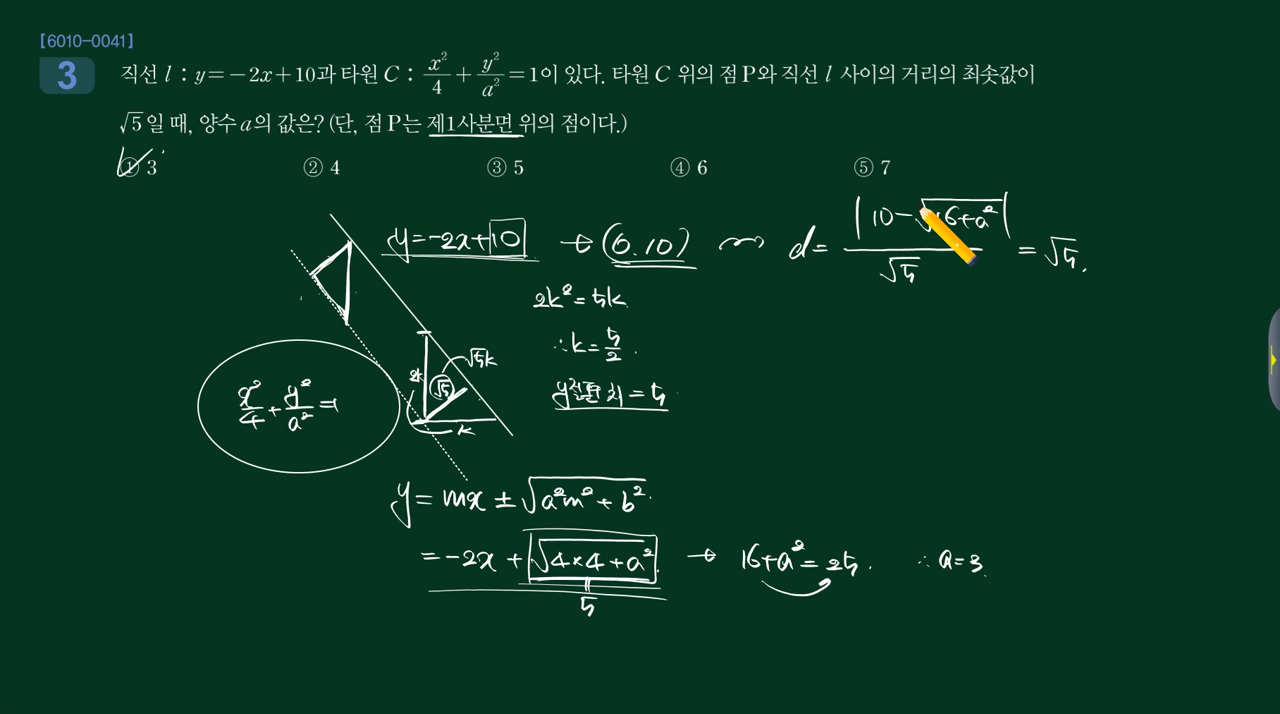 [6010-0041]
3 직선 l : y=-2x+10과 타원 C : x²/4 + y²/a² =1이 있다. 타원 C 위의 점 P와 직선 l 사이의 거리의 최솟값이
√5일 때, 양수 a의 값은? (단, 점 P는 제1사분면 위의 점이다.)
① 3 ② 4 ③ 5 ④ 6 ⑤ 7
y=-2x+10 → (0.10) d= |10-√16+a²| / √5 = √5.
2k²=5k.
∴k=5/2.
y절편 차=5
√5k
2k
√5
k
x²/4 + y²/a² =1
y= mx ± √a²m²+b².
=-2x+√4×4+a². → 16+a²=25. ∴ a=3.
5